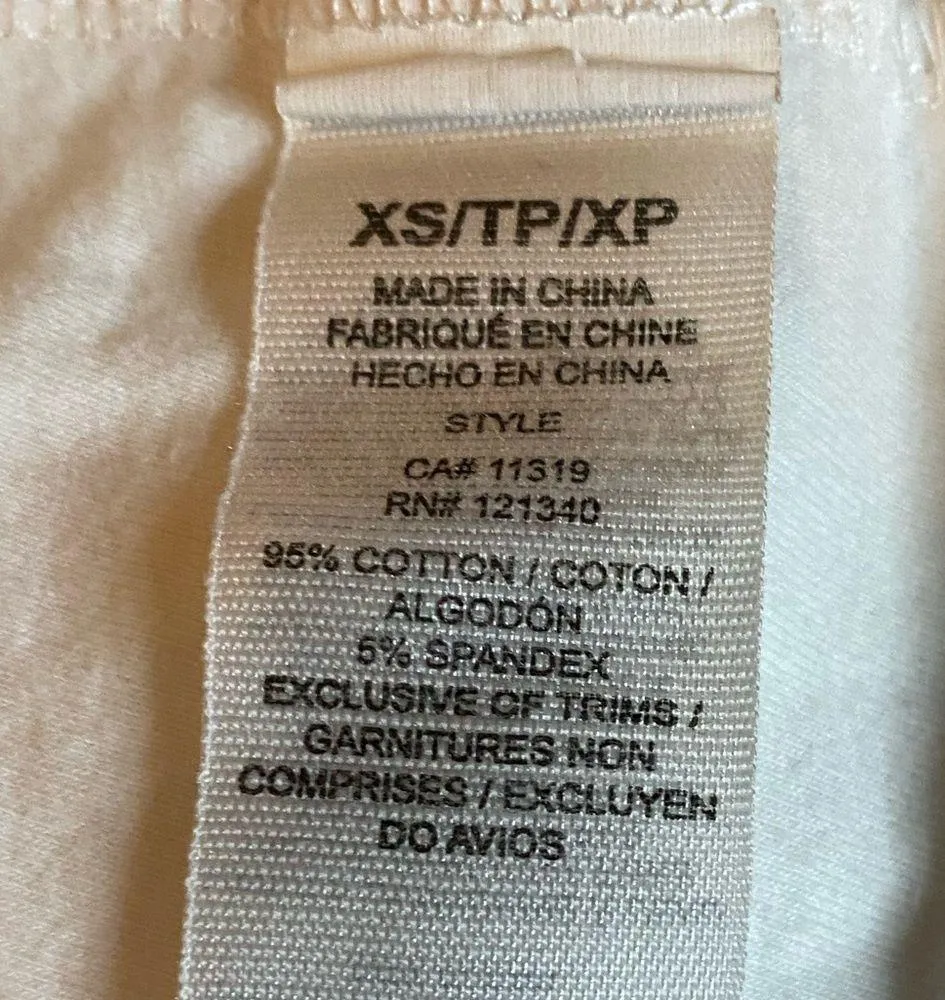 XS/TP/XP
MADE IN CHINA
FABRIQUÉ EN CHINE
HECHO EN CHINA
STYLE
CA# 11319
RN# 121340
95% COTTON / COTON /
ALGODÓN
5% SPANDEX
EXCLUSIVE OF TRIMS /
GARNITURES NON
COMPRISES / EXCLUYEN
DO AVIOS